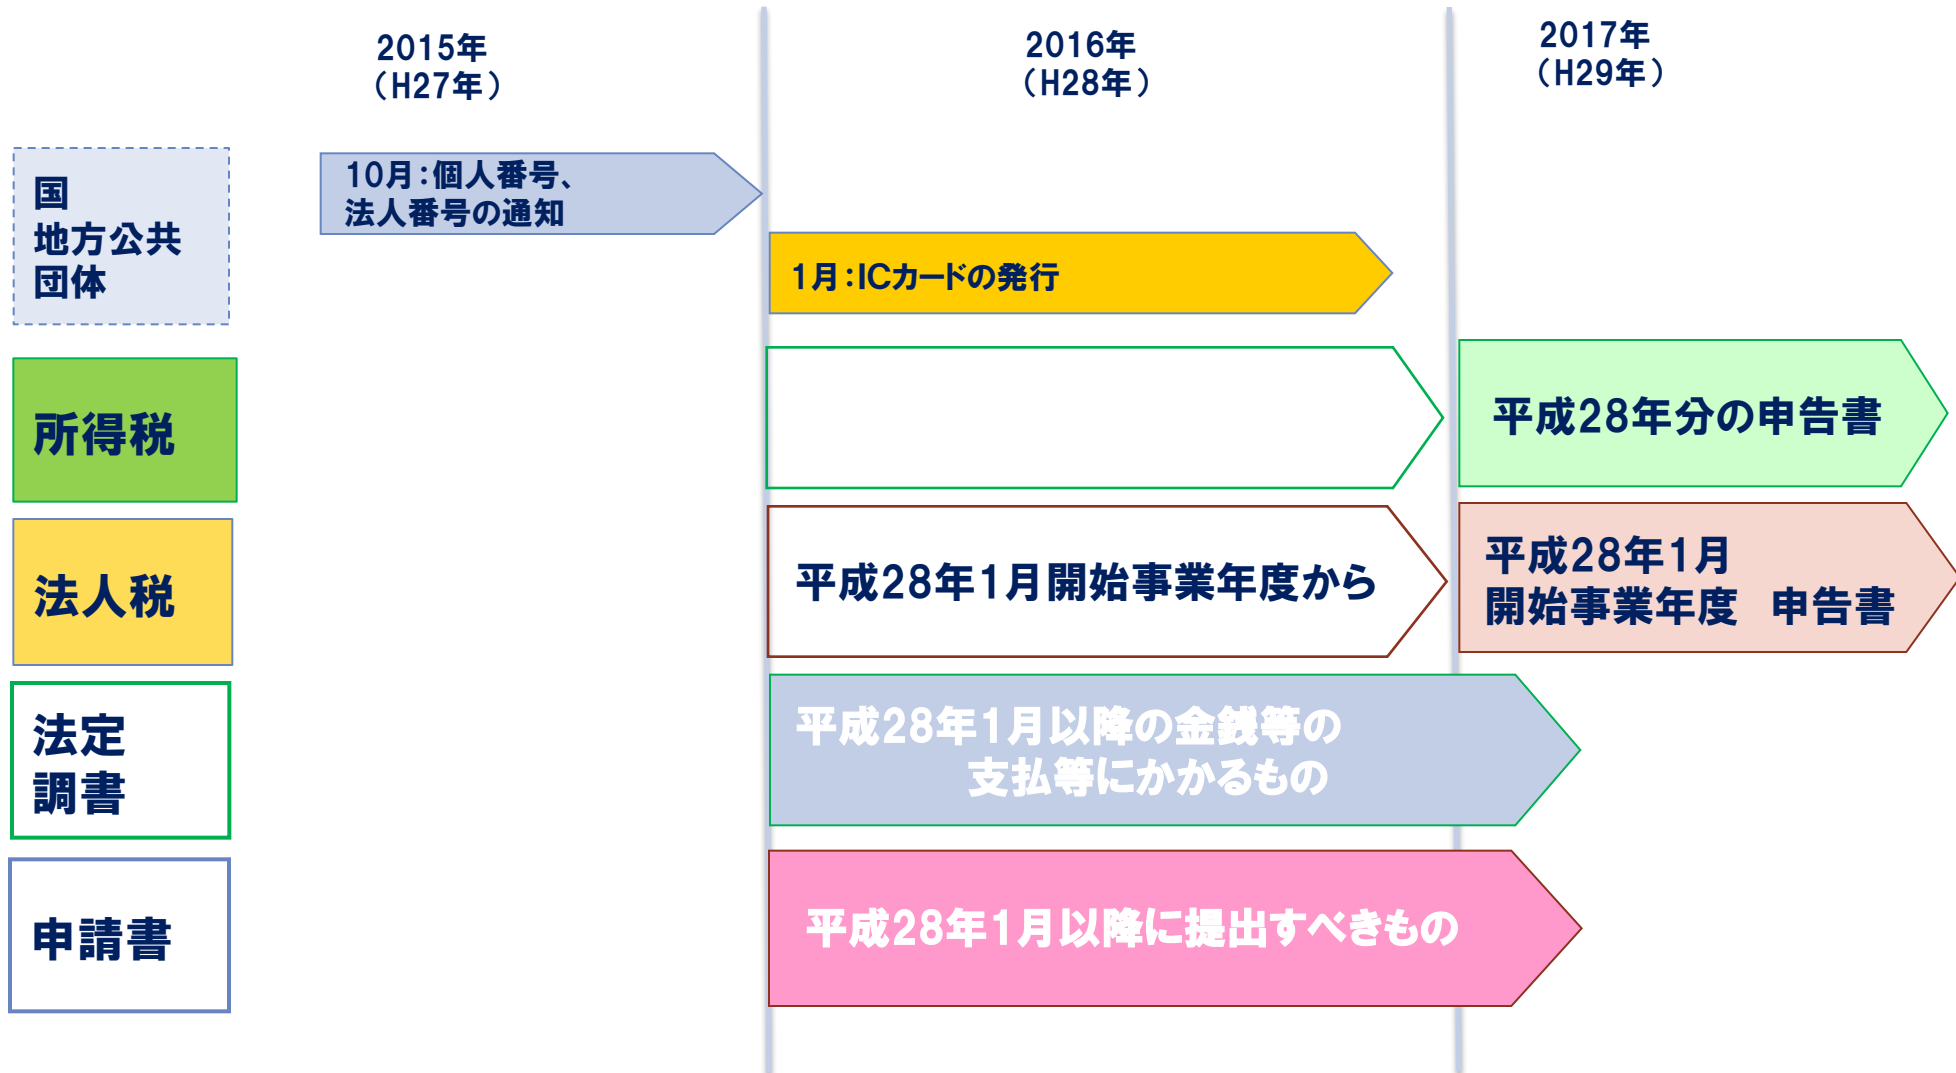 2015年
（H27年）
2016年
（H28年）
2017年
（H29年）
国
地方公共
団体
10月：個人番号、
法人番号の通知
1月：ICカードの発行
所得税
平成28年分の申告書
法人税
平成28年1月開始事業年度から
平成28年1月
開始事業年度　申告書
法定
調書
平成28年1月以降の金銭等の
支払等にかかるもの
申請書
平成28年1月以降に提出すべきもの